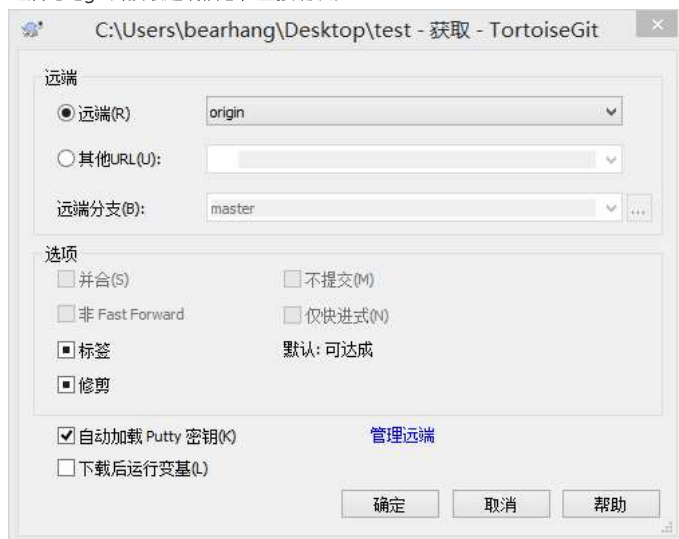 C:\Users\bearhang\Desktop\test - 获取 - TortoiseGit
远端
远端(R)
origin
其他URL(U):
远端分支(B):
master
...
选项
并合(S)
不提交(M)
非 Fast Forward
仅快进式(N)
标签
默认: 可达成
修剪
自动加载 Putty 密钥(K)
管理远端
下载后运行变基(L)
确定
取消
帮助